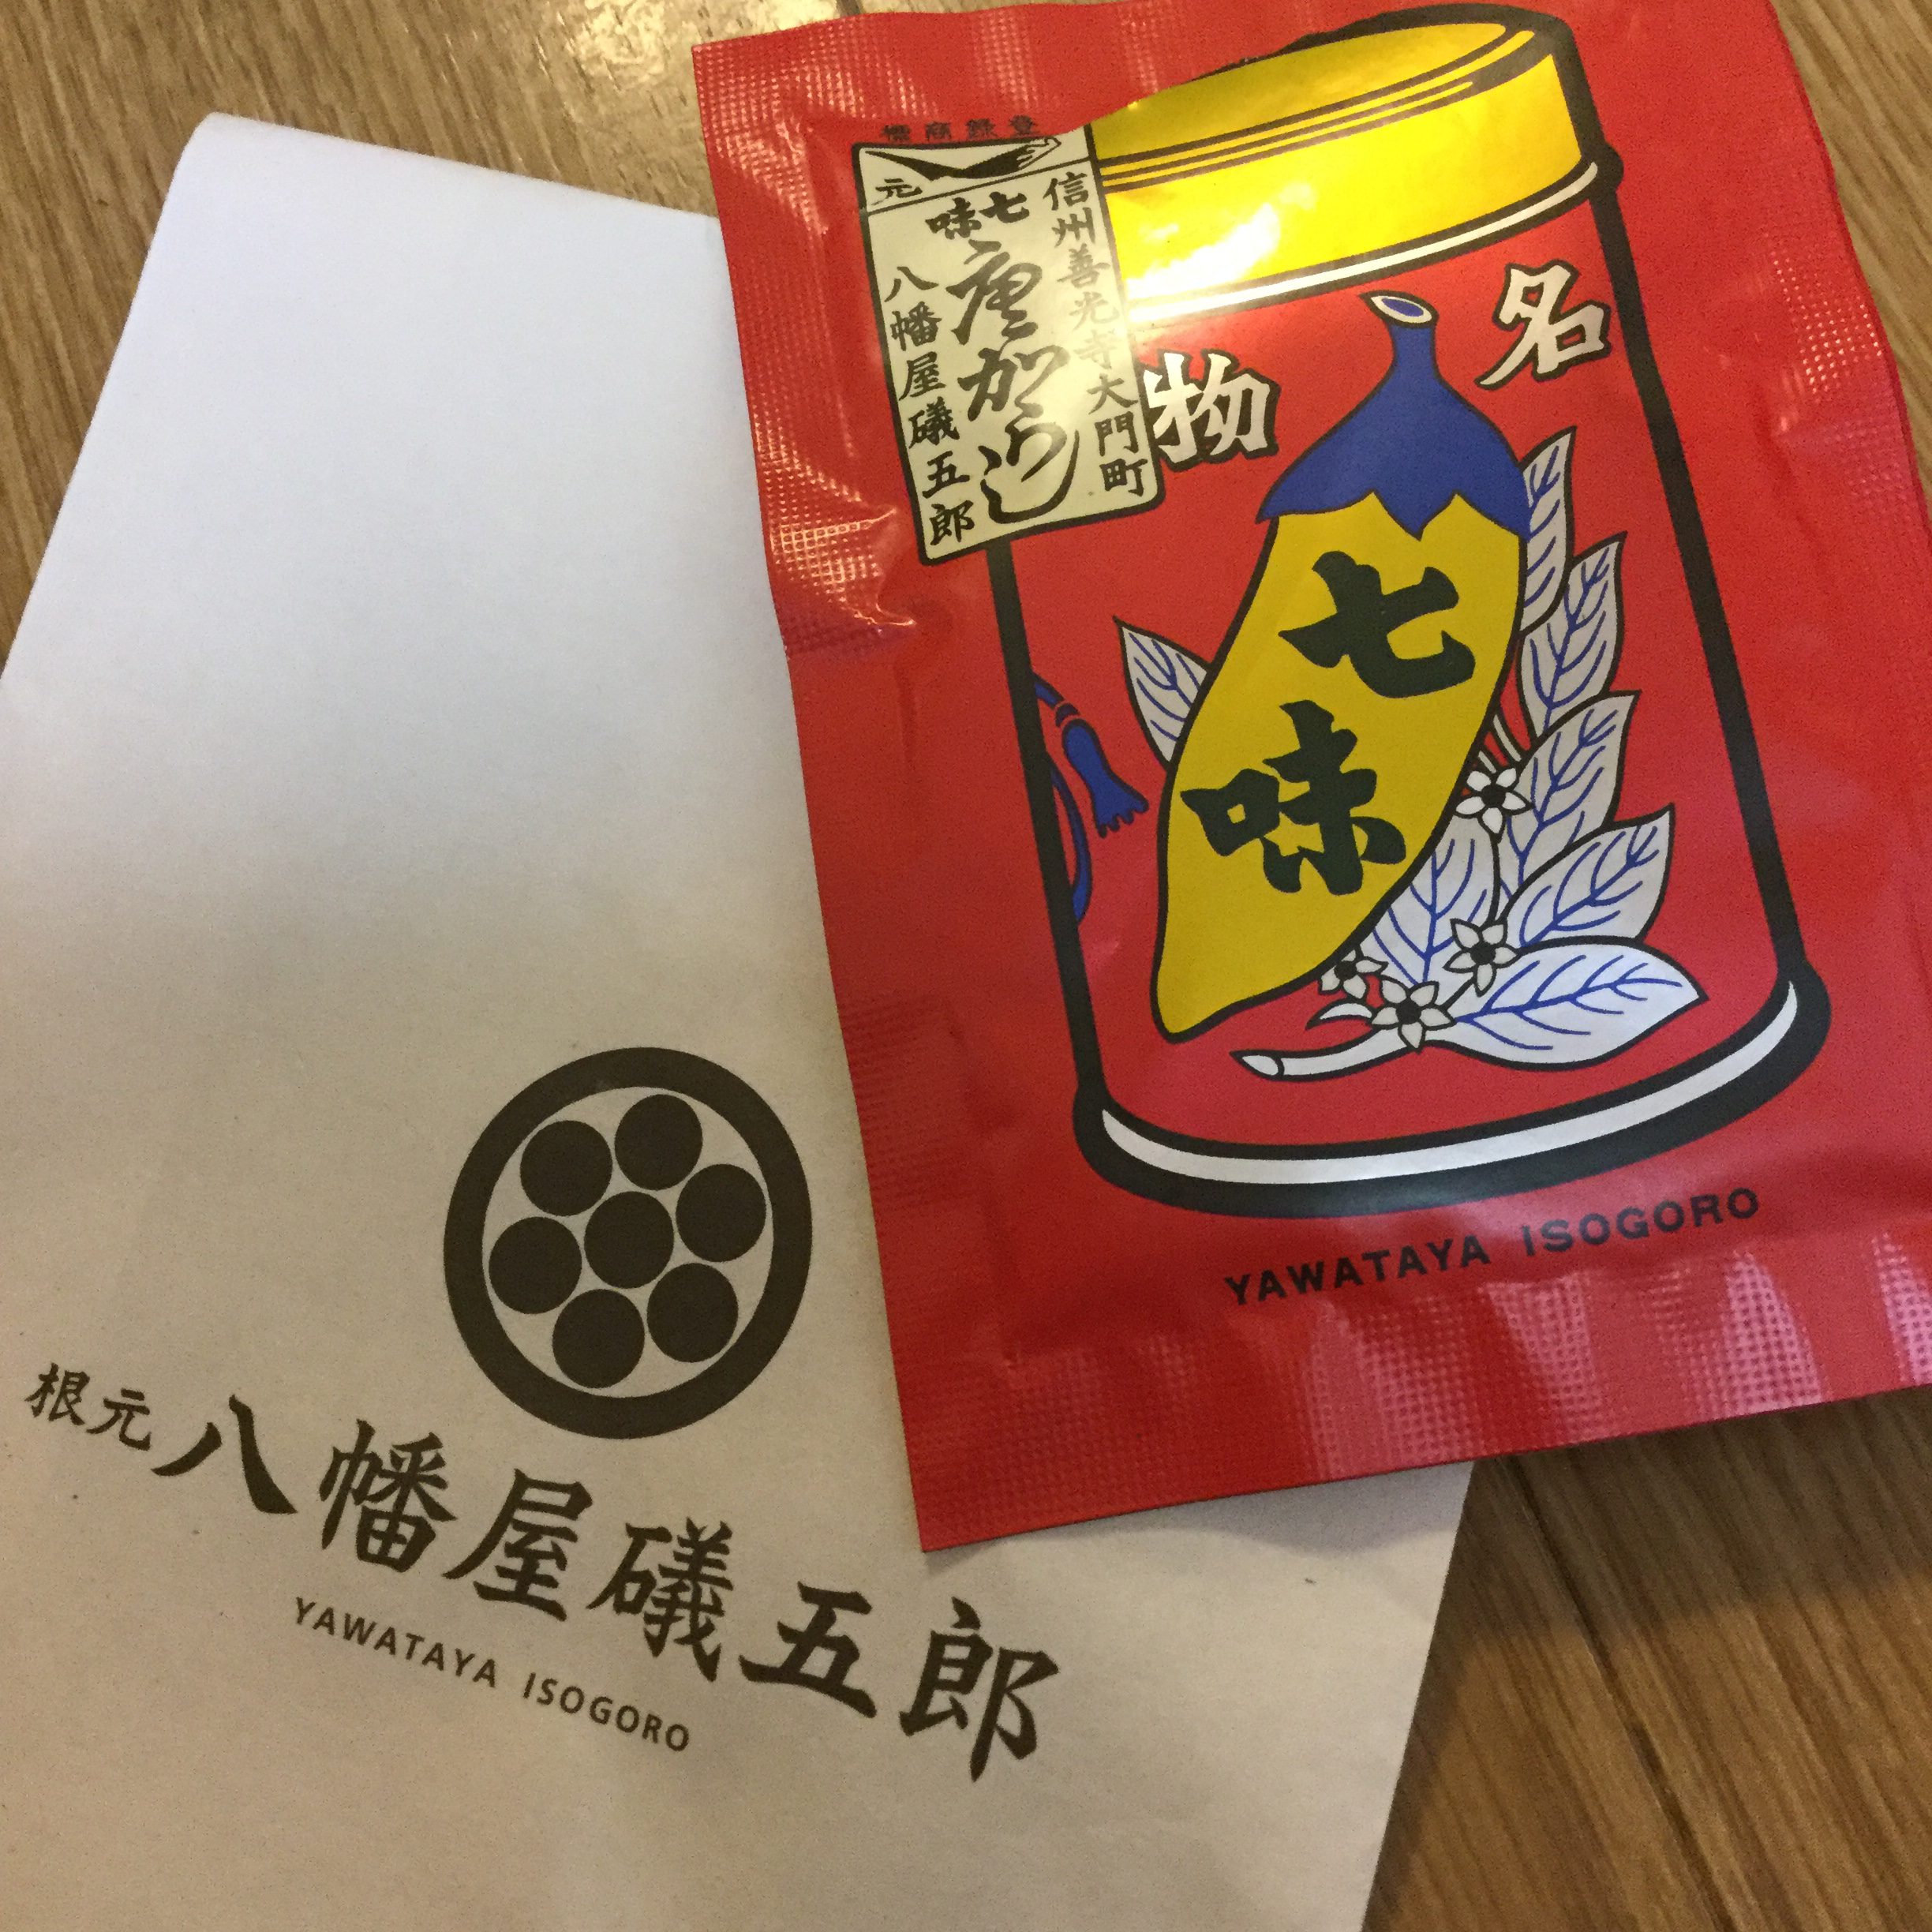 標商録登
元
七味
唐がらし
信州善光寺大門町
八幡屋礒五郎
名物
七味
YAWATAYA ISOGORO
根元 八幡屋礒五郎
YAWATAYA ISOGORO